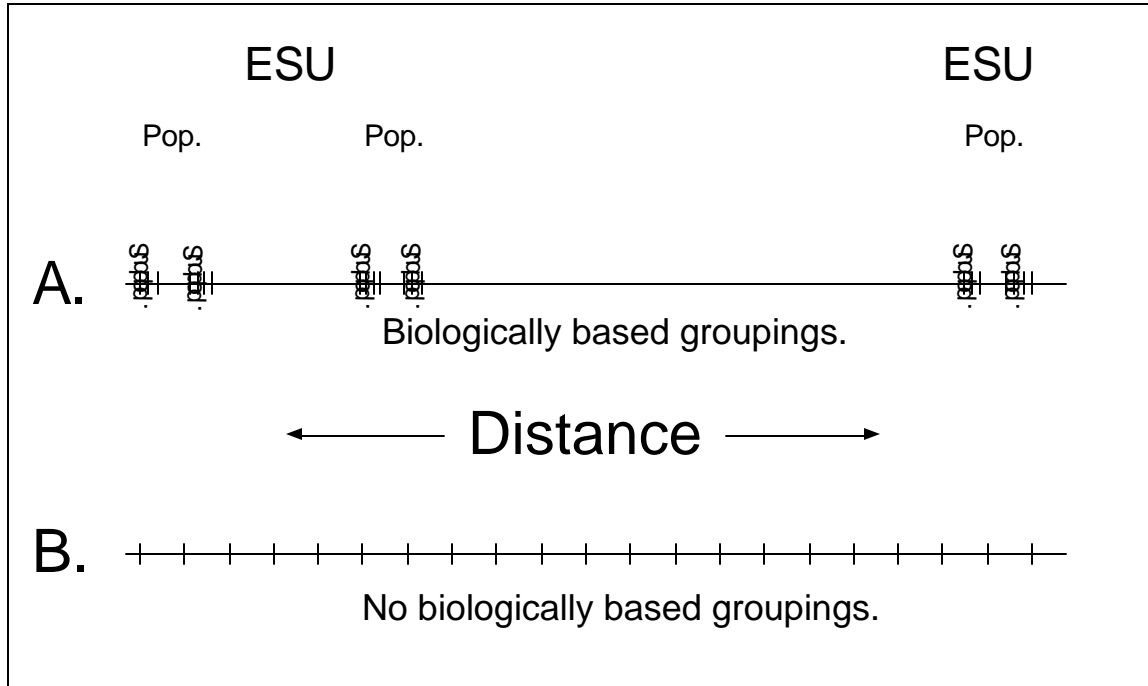 ESU ESU
Pop. Pop. Pop.
A.
Biologically based groupings.
Distance
B.
No biologically based groupings.